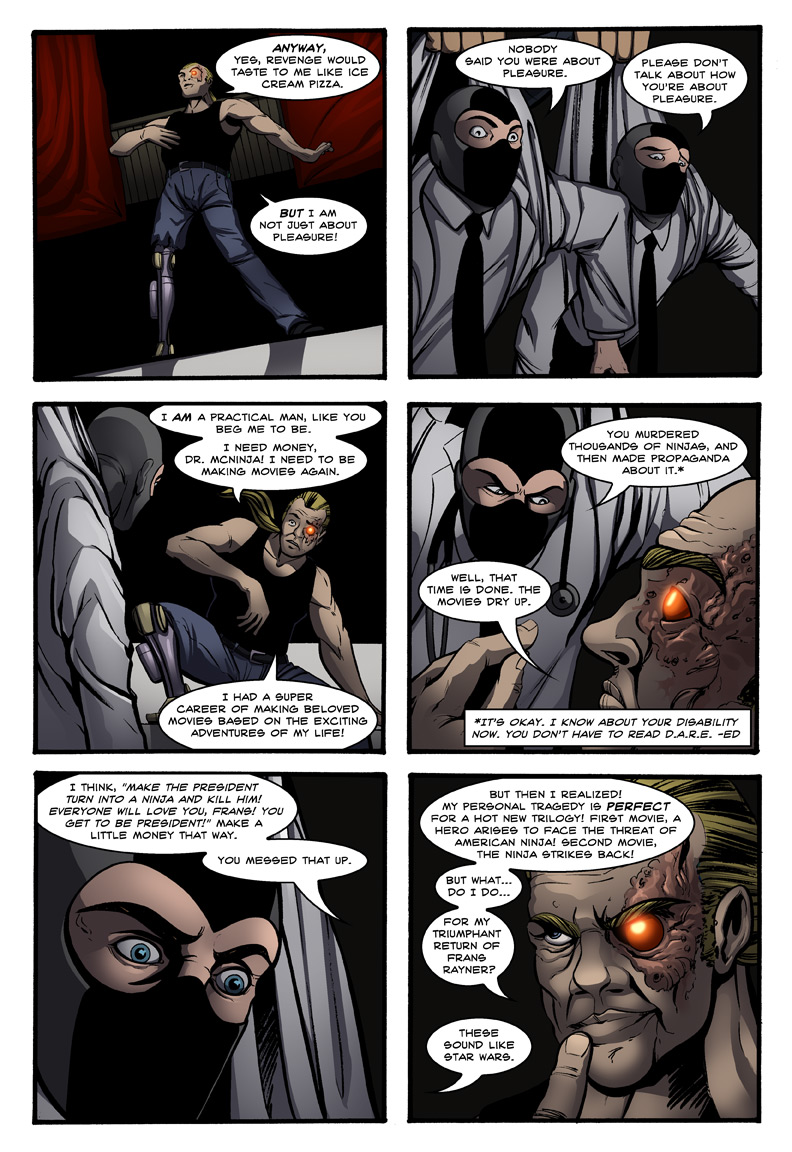 ANYWAY,
YES, REVENGE WOULD
TASTE TO ME LIKE ICE
CREAM PIZZA.
BUT I AM
NOT JUST ABOUT
PLEASURE!
NOBODY
SAID YOU WERE ABOUT
PLEASURE.
PLEASE DON'T
TALK ABOUT HOW
YOU'RE ABOUT
PLEASURE.
I AM A PRACTICAL MAN, LIKE YOU
BEG ME TO BE.
I NEED MONEY,
DR. MCNINJA! I NEED TO BE
MAKING MOVIES AGAIN.
I HAD A SUPER
CAREER OF MAKING BELOVED
MOVIES BASED ON THE EXCITING
ADVENTURES OF MY LIFE!
YOU MURDERED
THOUSANDS OF NINJAS, AND
THEN MADE PROPAGANDA
ABOUT IT.*
WELL, THAT
TIME IS DONE. THE
MOVIES DRY UP.
*IT'S OKAY. I KNOW ABOUT YOUR DISABILITY
NOW. YOU DON'T HAVE TO READ D.A.R.E. -ED
I THINK, "MAKE THE PRESIDENT
TURN INTO A NINJA AND KILL HIM!
EVERYONE WILL LOVE YOU, FRANS! YOU
GET TO BE PRESIDENT!" MAKE A
LITTLE MONEY THAT WAY.
YOU MESSED THAT UP.
BUT THEN I REALIZED!
MY PERSONAL TRAGEDY IS PERFECT
FOR A HOT NEW TRILOGY! FIRST MOVIE, A
HERO ARISES TO FACE THE THREAT OF
AMERICAN NINJA! SECOND MOVIE,
THE NINJA STRIKES BACK!
BUT WHAT...
DO I DO...
FOR MY
TRIUMPHANT
RETURN OF
FRANS
RAYNER?
THESE
SOUND LIKE
STAR WARS.